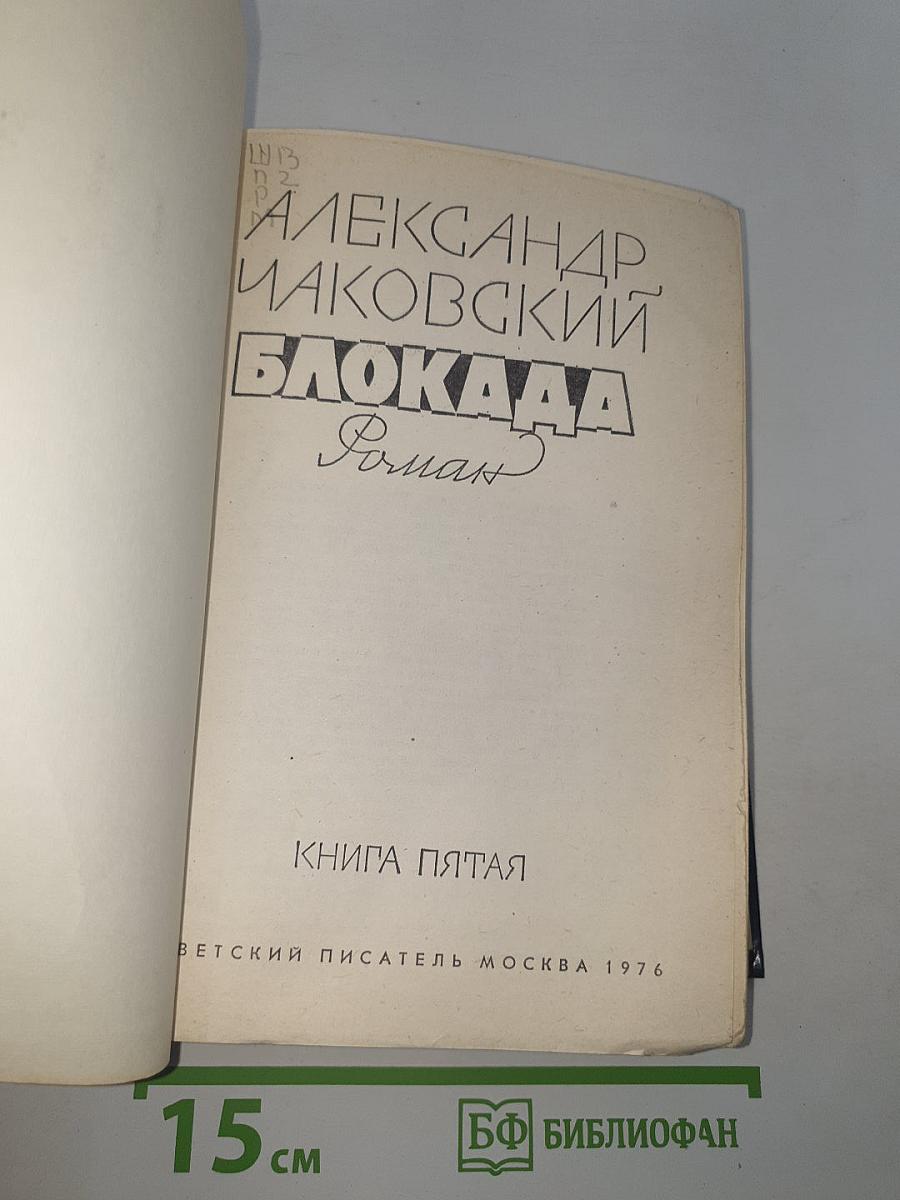 АЛЕКСАНДР
ЧАКОВСКИЙ
БЛОКАДА
Роман
КНИГА ПЯТАЯ
ВЕТСКИЙ ПИСАТЕЛЬ МОСКВА 1976
15 см
БФ БИБЛИОФАН